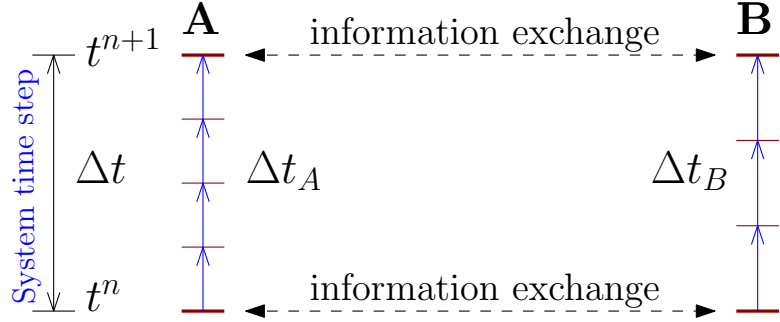 A
B
t^{n+1}
information exchange
System time step
Δt
Δt_A
Δt_B
t^n
information exchange